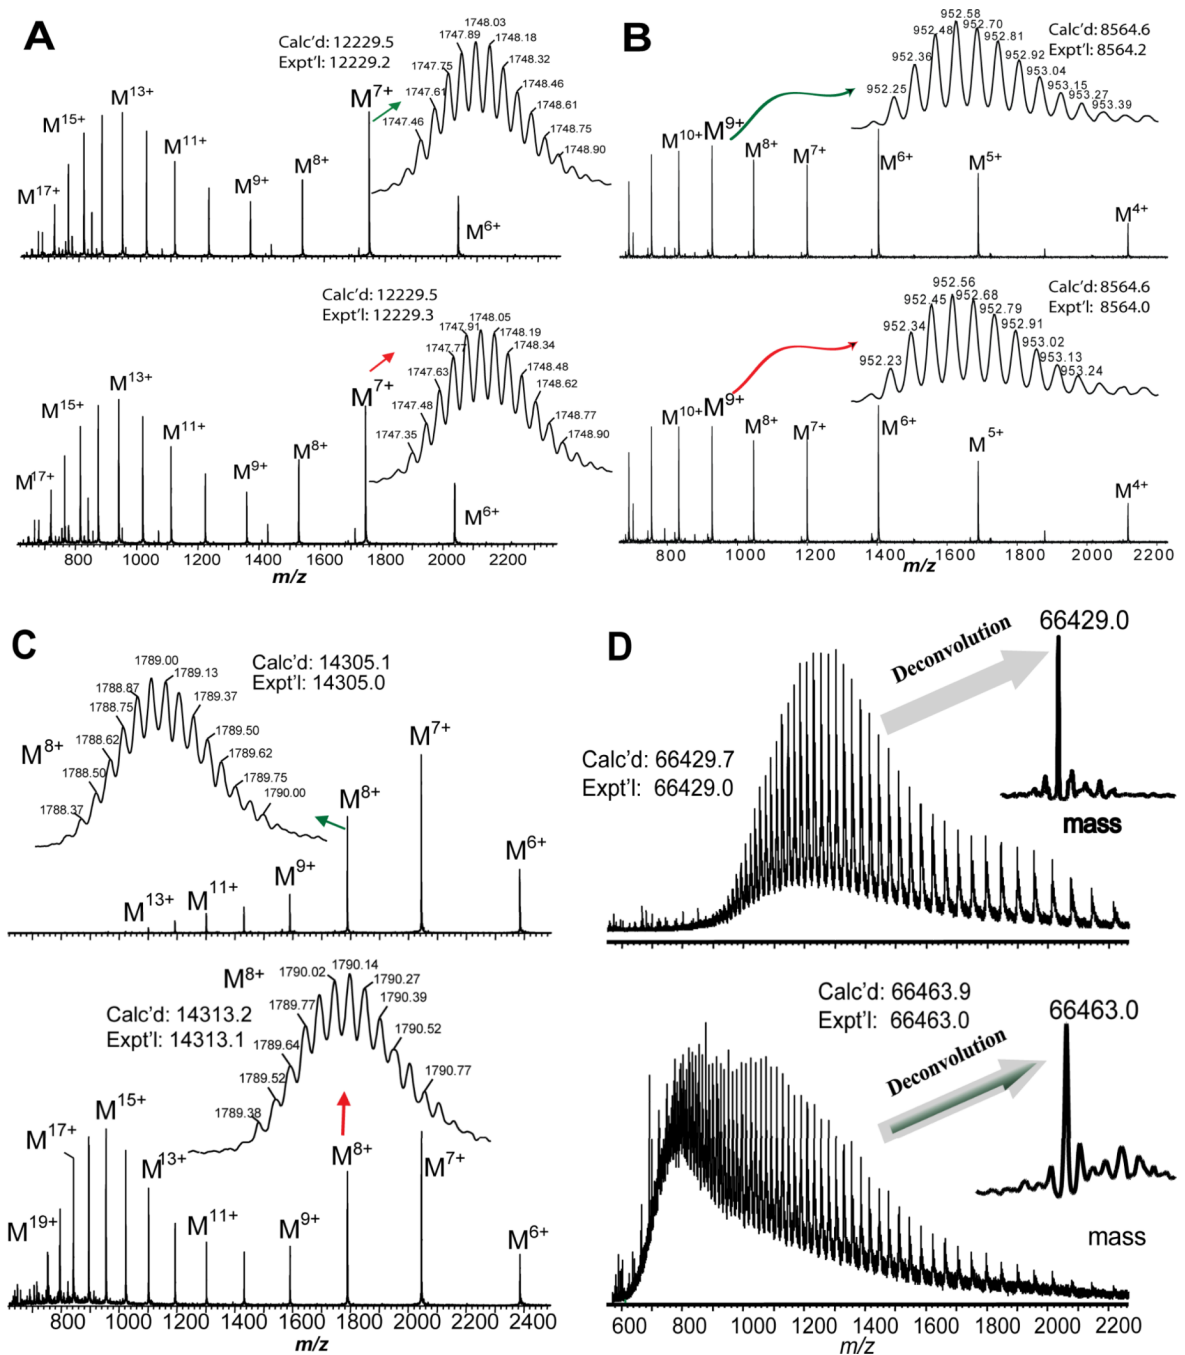 A
Calc'd: 12229.5
Expt'l: 12229.2
1748.03
1747.89
1748.18
1747.75
1748.32
1747.61
1748.46
1747.46
1748.61
1748.75
1748.90
M17+
M15+
M13+
M11+
M9+
M8+
M7+
M6+
800 1000 1200 1400 1600 1800 2000 2200
Calc'd: 12229.5
Expt'l: 12229.3
1748.05
1747.91
1748.19
1747.77
1748.34
1747.63
1748.48
1747.48
1748.62
1747.35
1748.77
1748.90
M17+
M15+
M13+
M11+
M9+
M8+
M7+
M6+
800 1000 1200 1400 1600 1800 2000 2200
m/z
B
Calc'd: 8564.6
Expt'l: 8564.2
952.58
952.48
952.70
952.36
952.81
952.25
952.92
953.04
953.15
953.27
953.39
M10+
M9+
M8+
M7+
M6+
M5+
M4+
Calc'd: 8564.6
Expt'l: 8564.0
952.56
952.45
952.68
952.34
952.79
952.23
952.91
953.02
953.13
953.24
M10+
M9+
M8+
M7+
M6+
M5+
M4+
800 1000 1200 1400 1600 1800 2000 2200
m/z
C
Calc'd: 14305.1
Expt'l: 14305.0
M8+
1789.00
1788.87
1789.13
1788.75
1789.37
1788.62
1789.50
1788.50
1789.62
1788.37
1789.75
1790.00
M13+
M11+
M9+
M8+
M7+
M6+
Calc'd: 14313.2
Expt'l: 14313.1
M8+
1790.02
1790.14
1789.77
1790.27
1789.64
1790.39
1789.52
1790.52
1789.38
1790.77
M19+
M17+
M15+
M13+
M11+
M9+
M8+
M7+
M6+
800 1000 1200 1400 1600 1800 2000 2200 2400
m/z
D
Deconvolution
66429.0
Calc'd: 66429.7
Expt'l: 66429.0
mass
Calc'd: 66463.9
Expt'l: 66463.0
Deconvolution
66463.0
mass
600 800 1000 1200 1400 1600 1800 2000 2200
m/z